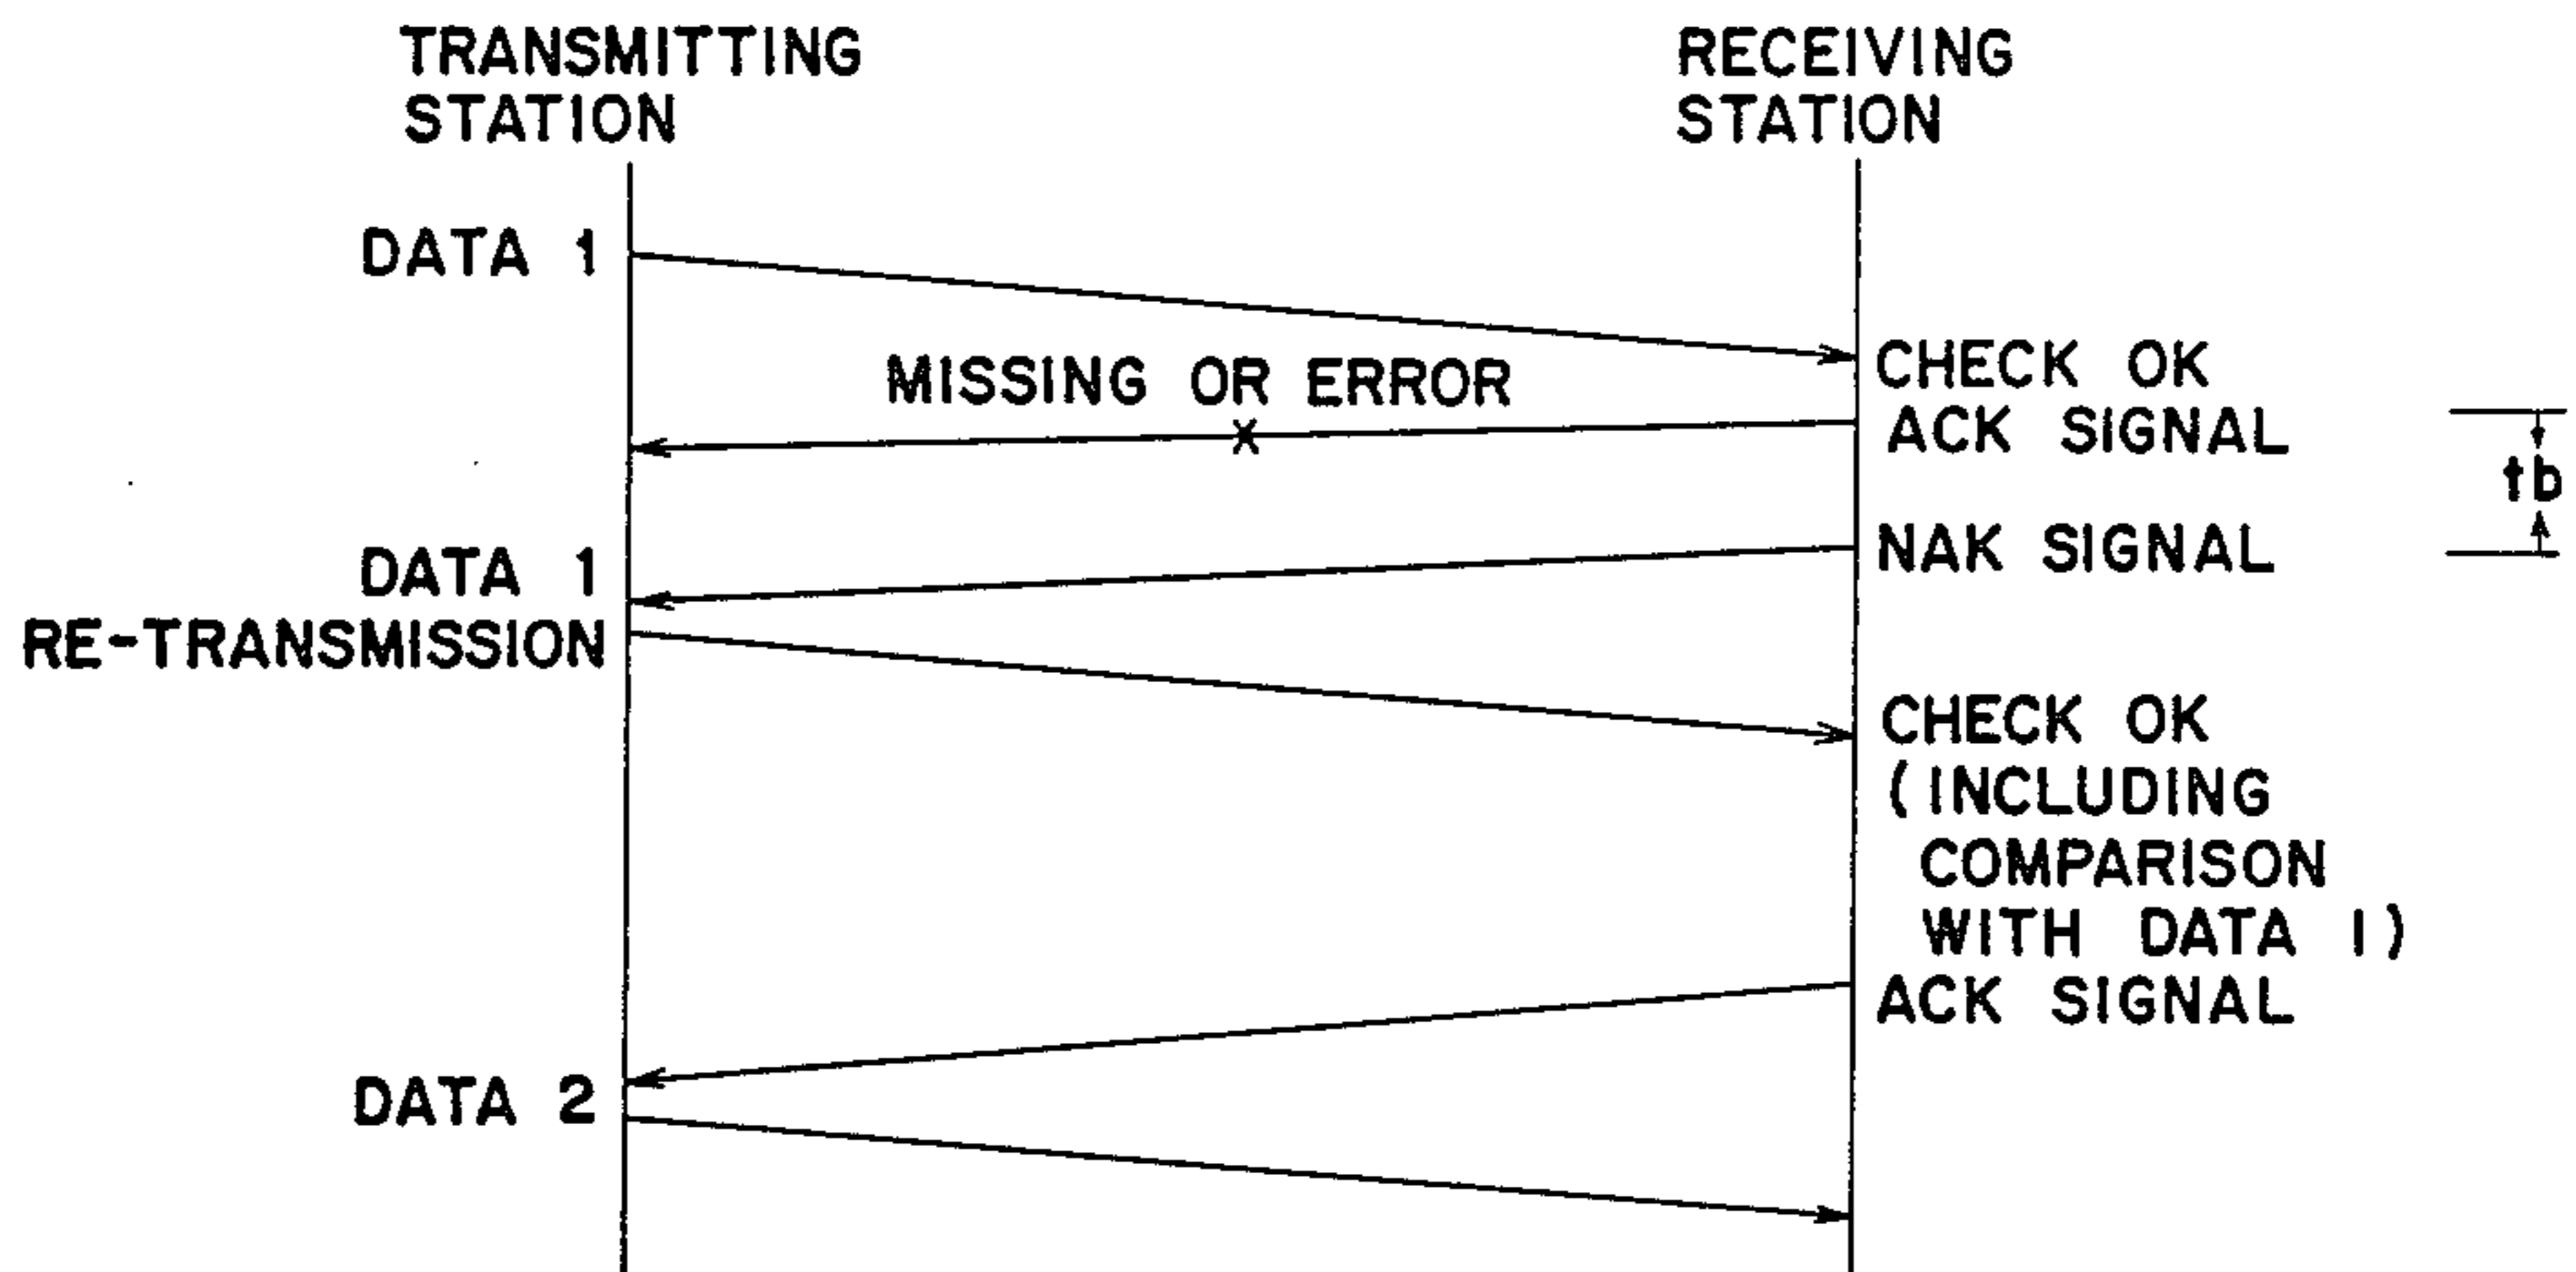 TRANSMITTING
STATION
RECEIVING
STATION
DATA 1
CHECK OK
MISSING OR ERROR
ACK SIGNAL
tb
NAK SIGNAL
DATA 1
RE-TRANSMISSION
CHECK OK
(INCLUDING
COMPARISON
WITH DATA 1)
ACK SIGNAL
DATA 2